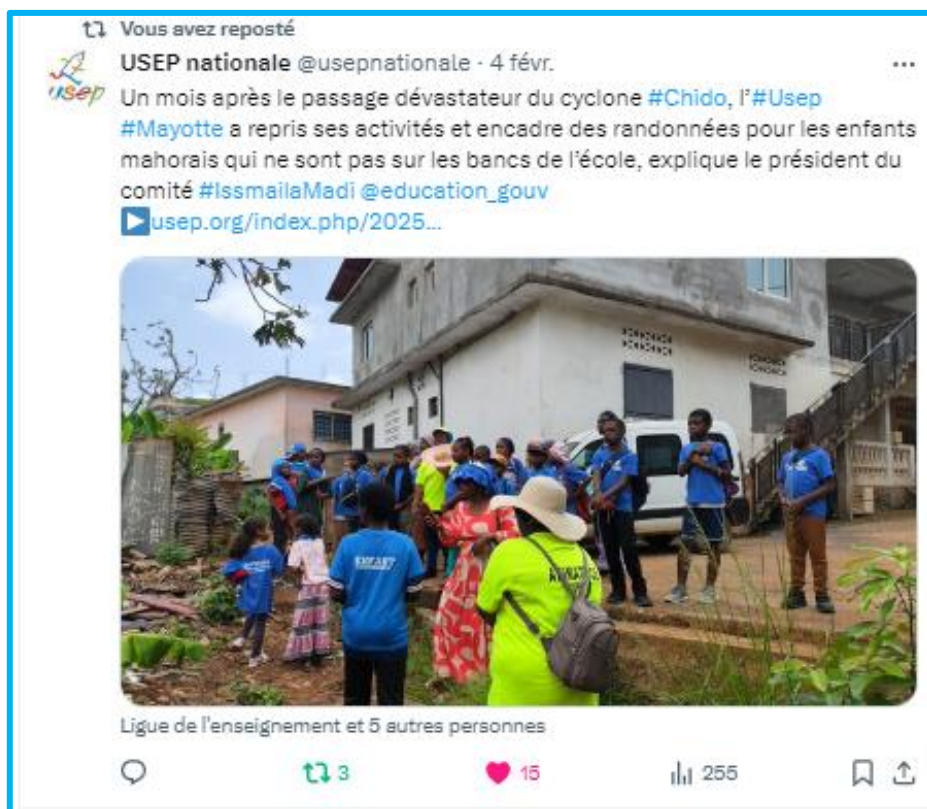 Vous avez reposté
usep
USEP nationale @usepnationale · 4 févr.
Un mois après le passage dévastateur du cyclone #Chido, l'#Usep
#Mayotte a repris ses activités et encadre des randonnées pour les enfants
mahorais qui ne sont pas sur les bancs de l'école, explique le président du
comité #IssmailaMadi @education_gouv
usep.org/index.php/2025...
ENFANT
Ligue de l'enseignement et 5 autres personnes
3
15
255